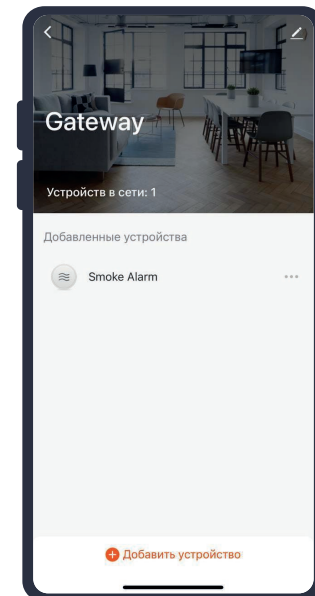 Gateway
Устройств в сети: 1
Добавленные устройства
Smoke Alarm
Добавить устройство